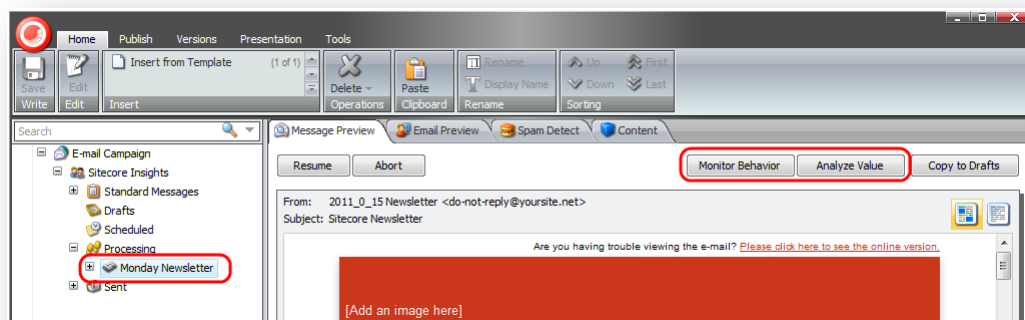 Home Publish Versions Presentation Tools
Insert from Template (1 of 1)
Rename
Up First
Save Edit Delete Paste Display Name Down Last
Write Edit Insert Operations Clipboard Rename Sorting
Search
Message Preview Email Preview Spam Detect Content
E-mail Campaign
Resume Abort Monitor Behavior Analyze Value Copy to Drafts
Sitecore Insights
Standard Messages
Drafts
Scheduled
Processing
Monday Newsletter
Sent
From: 2011_0_15 Newsletter <do-not-reply@yoursite.net>
Subject: Sitecore Newsletter
Are you having trouble viewing the e-mail? Please click here to see the online version.
[Add an image here]